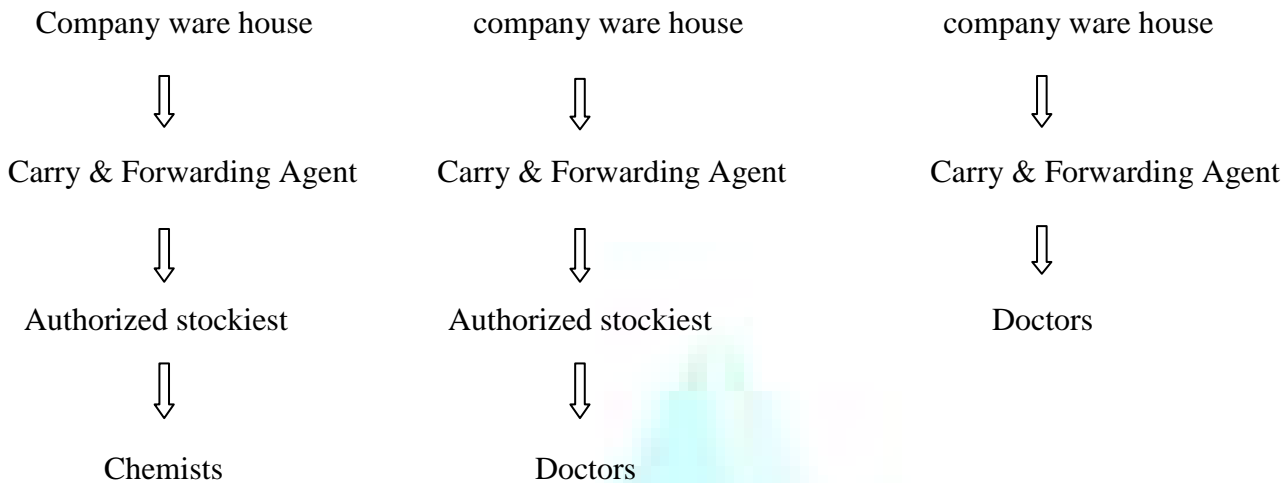 Company ware house company ware house company ware house
Carry & Forwarding Agent Carry & Forwarding Agent Carry & Forwarding Agent
Authorized stockiest Authorized stockiest Doctors
Chemists Doctors